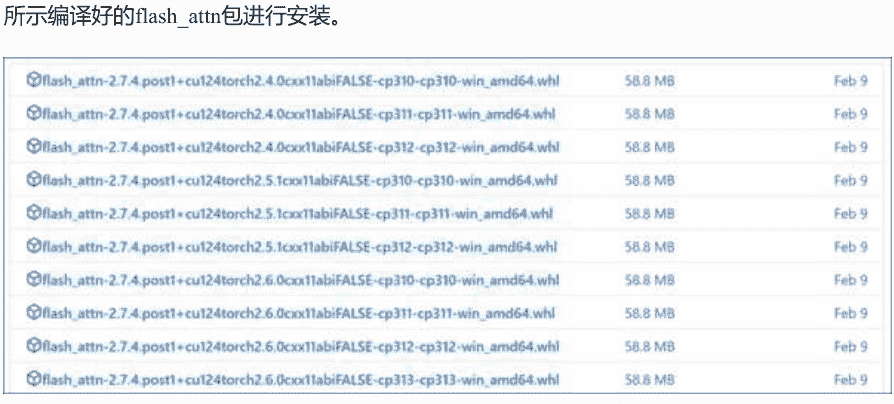 所示编译好的flash_attn包进行安装。
flash_attn-2.7.4.post1+cu124torch2.4.0cxx11abiFALSE-cp310-cp310-win_amd64.whl 58.8 MB Feb 9
flash_attn-2.7.4.post1+cu124torch2.4.0cxx11abiFALSE-cp311-cp311-win_amd64.whl 58.8 MB Feb 9
flash_attn-2.7.4.post1+cu124torch2.4.0cxx11abiFALSE-cp312-cp312-win_amd64.whl 58.8 MB Feb 9
flash_attn-2.7.4.post1+cu124torch2.5.1cxx11abiFALSE-cp310-cp310-win_amd64.whl 58.8 MB Feb 9
flash_attn-2.7.4.post1+cu124torch2.5.1cxx11abiFALSE-cp311-cp311-win_amd64.whl 58.8 MB Feb 9
flash_attn-2.7.4.post1+cu124torch2.5.1cxx11abiFALSE-cp312-cp312-win_amd64.whl 58.8 MB Feb 9
flash_attn-2.7.4.post1+cu124torch2.6.0cxx11abiFALSE-cp310-cp310-win_amd64.whl 58.8 MB Feb 9
flash_attn-2.7.4.post1+cu124torch2.6.0cxx11abiFALSE-cp311-cp311-win_amd64.whl 58.8 MB Feb 9
flash_attn-2.7.4.post1+cu124torch2.6.0cxx11abiFALSE-cp312-cp312-win_amd64.whl 58.8 MB Feb 9
flash_attn-2.7.4.post1+cu124torch2.6.0cxx11abiFALSE-cp313-cp313-win_amd64.whl 58.8 MB Feb 9